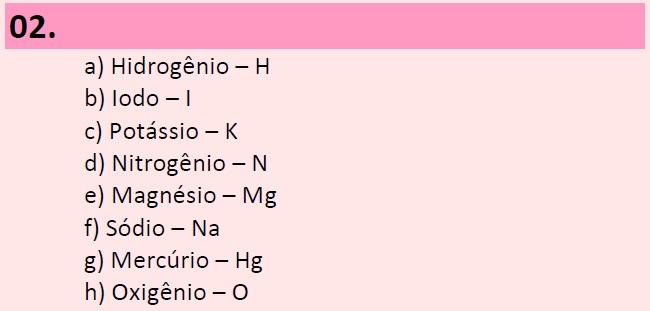 02.
a) Hidrogênio – H
b) Iodo – I
c) Potássio – K
d) Nitrogênio – N
e) Magnésio – Mg
f) Sódio – Na
g) Mercúrio – Hg
h) Oxigênio – O